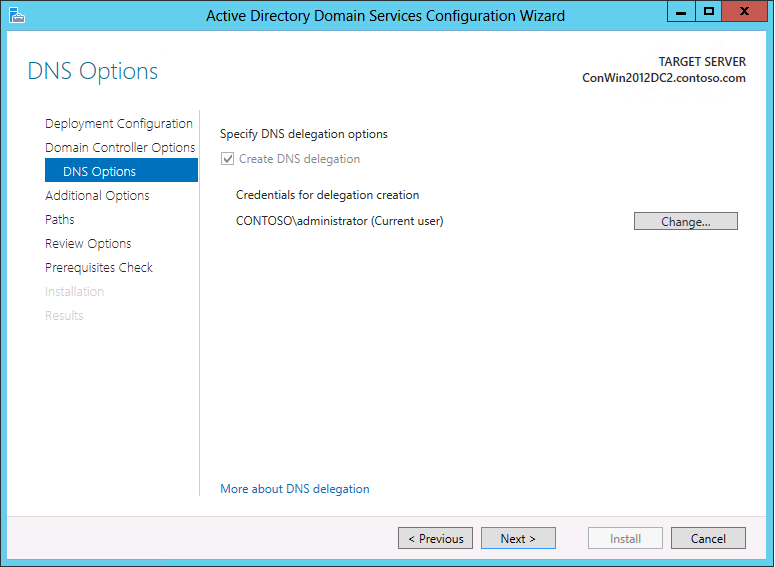 Active Directory Domain Services Configuration Wizard
DNS Options
TARGET SERVER
ConWin2012DC2.contoso.com
Deployment Configuration
Domain Controller Options
DNS Options
Additional Options
Paths
Review Options
Prerequisites Check
Installation
Results
Specify DNS delegation options
Create DNS delegation
Credentials for delegation creation
CONTOSO\administrator (Current user)
Change...
More about DNS delegation
< Previous
Next >
Install
Cancel